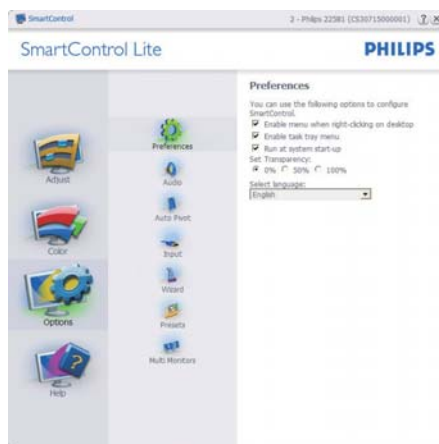 SmartControl
2 - Philips 225B1 (CS30715000001)
SmartControl Lite
PHILIPS
Adjust
Color
Options
Help
Preferences
Audio
Auto Pivot
Input
Wizard
Presets
Multi Monitors
Preferences
You can use the following options to configure
SmartControl.
Enable menu when right-clicking on desktop
Enable task tray menu
Run at system start-up
Set Transparency:
0% 50% 100%
Select language:
English